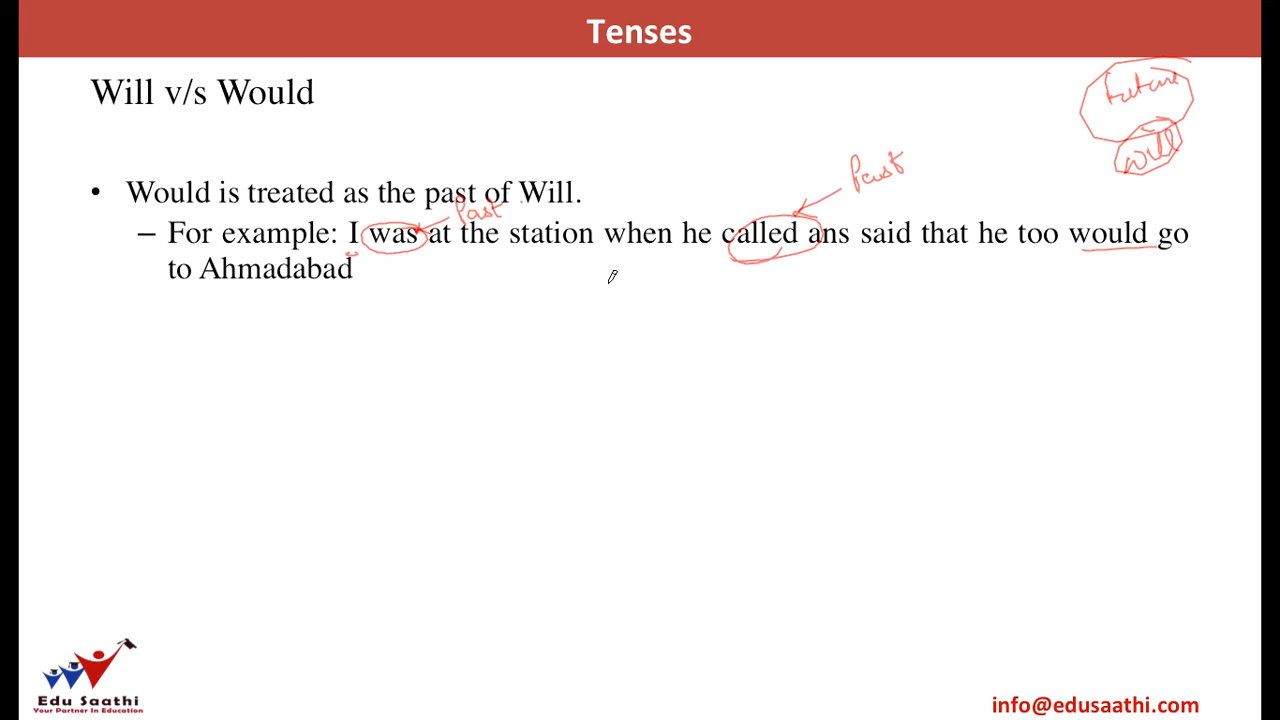 Tenses
Will v/s Would
Future
will
Past
• Would is treated as the past of Will.
Past
– For example: I was at the station when he called ans said that he too would go
to Ahmadabad
Edu Saathi
Your Partner In Education
info@edusaathi.com